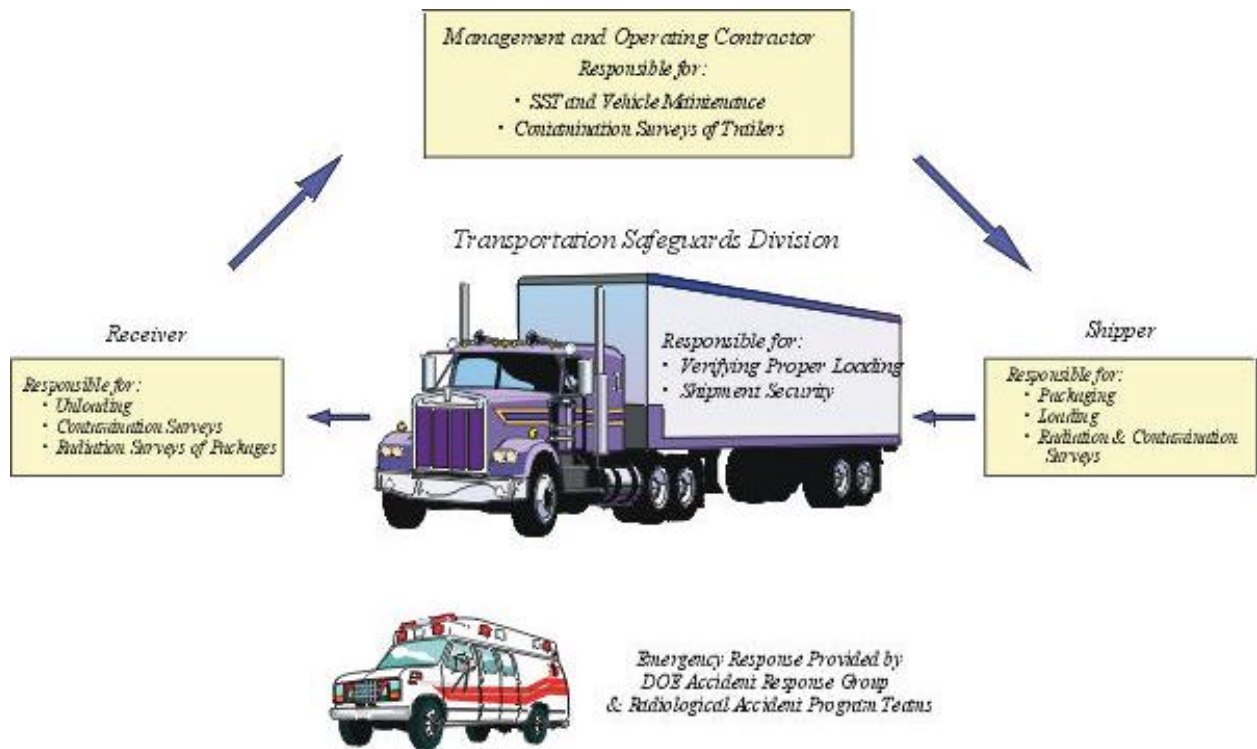 Management and Operating Contractor
Responsible for:
• SST and Vehicle Maintenance
• Contamination Surveys of Trailers
Transportation Safeguards Division
Receiver
Responsible for:
• Unloading
• Contamination Surveys
• Radiation Surveys of Packages
Responsible for:
• Verifying Proper Loading
• Shipment Security
Shipper
Responsible for:
• Packaging
• Loading
• Radiation & Contamination
Surveys
Emergency Response Provided by
DOE Accident Response Group
& Radiological Accident Program Teams